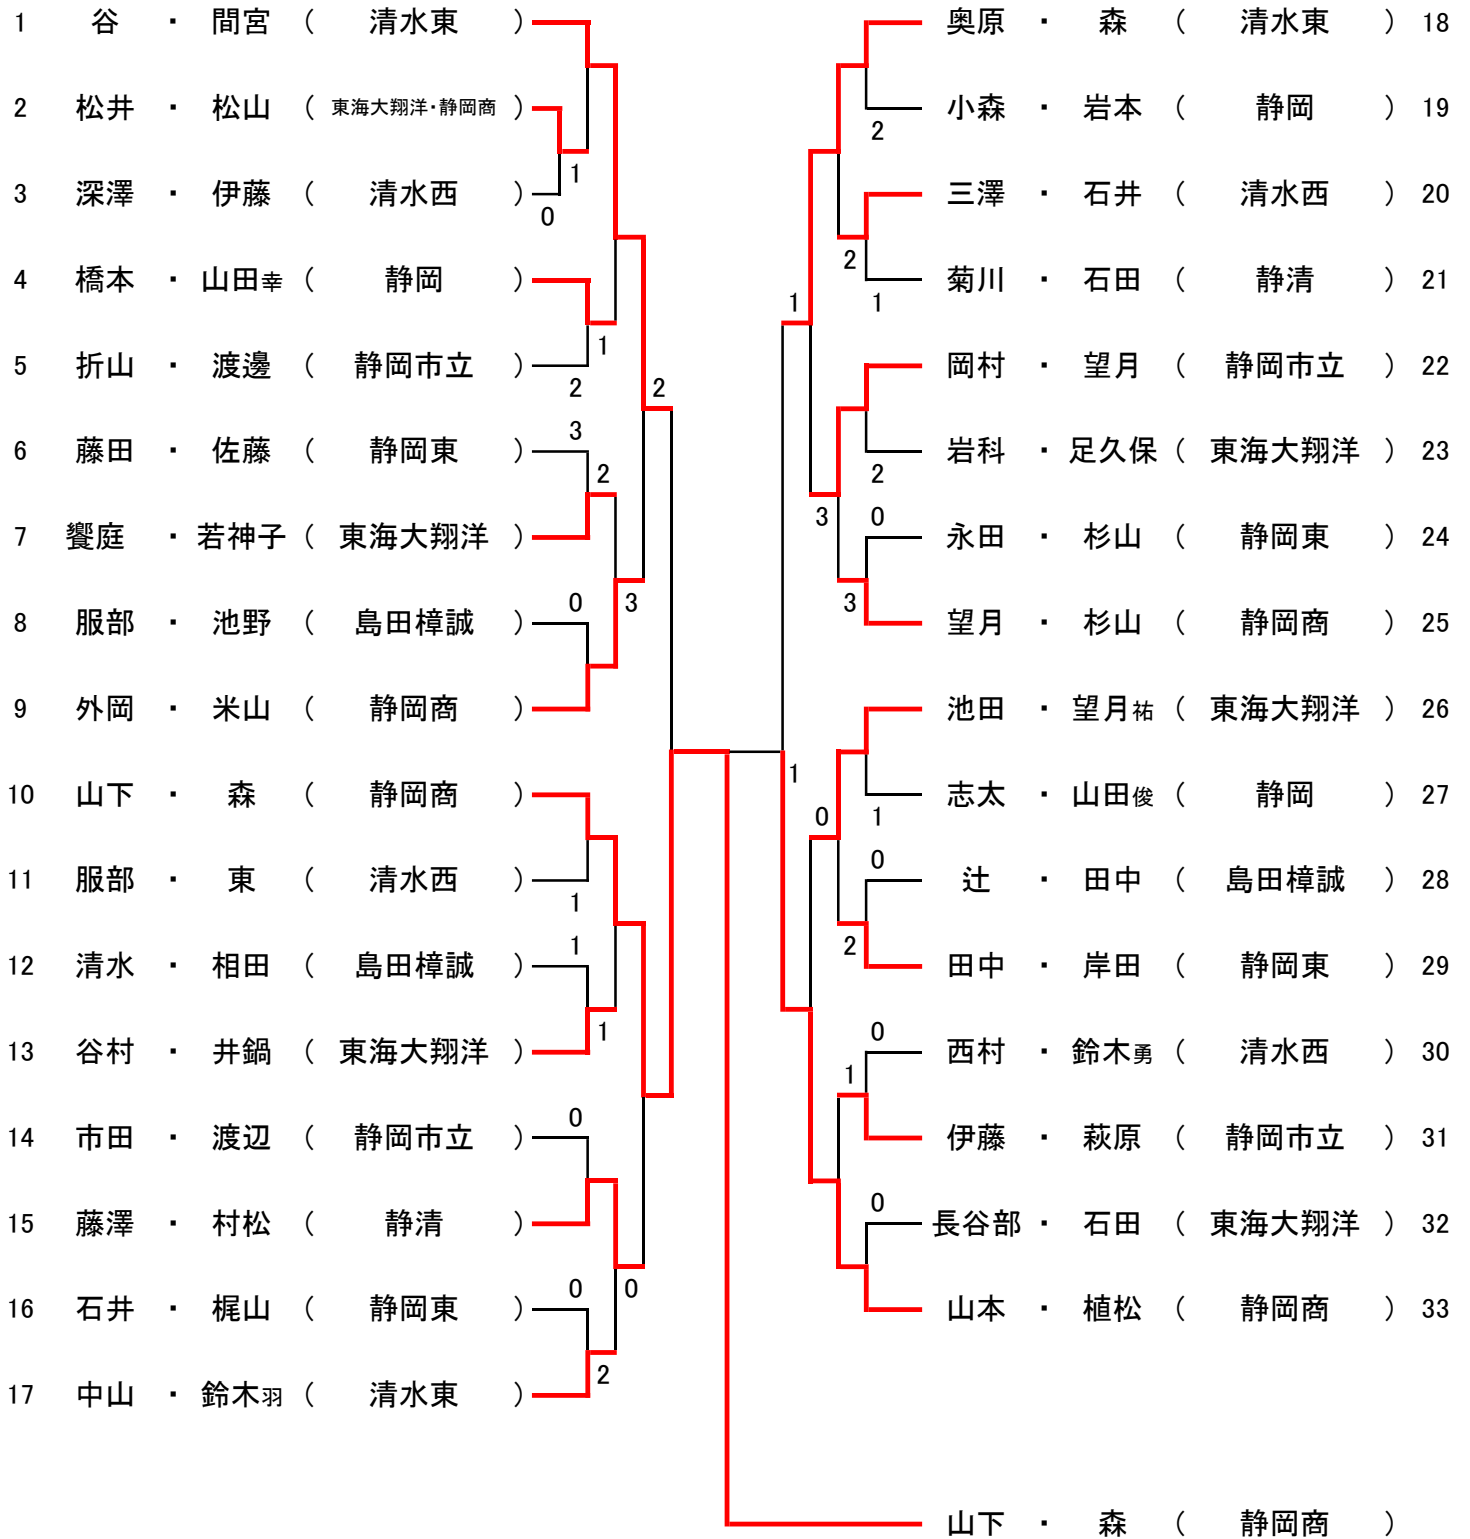 1 谷 ・ 間宮 ( 清水東 )
2 松井 ・ 松山 ( 東海大翔洋・静岡商 )
1
3 深澤 ・ 伊藤 ( 清水西 )
0
4 橋本 ・ 山田幸 ( 静岡 )
1
5 折山 ・ 渡邊 ( 静岡市立 )
2
2
6 藤田 ・ 佐藤 ( 静岡東 )
3
2
7 饗庭 ・ 若神子 ( 東海大翔洋 )
8 服部 ・ 池野 ( 島田樟誠 )
0
3
9 外岡 ・ 米山 ( 静岡商 )
10 山下 ・ 森 ( 静岡商 )
11 服部 ・ 東 ( 清水西 )
1
12 清水 ・ 相田 ( 島田樟誠 )
1
1
13 谷村 ・ 井鍋 ( 東海大翔洋 )
14 市田 ・ 渡辺 ( 静岡市立 )
0
15 藤澤 ・ 村松 ( 静清 )
0
16 石井 ・ 梶山 ( 静岡東 )
0
2
17 中山 ・ 鈴木羽 ( 清水東 )
奥原 ・ 森 ( 清水東 ) 18
小森 ・ 岩本 ( 静岡 ) 19
2
三澤 ・ 石井 ( 清水西 ) 20
2
菊川 ・ 石田 ( 静清 ) 21
1
1
岡村 ・ 望月 ( 静岡市立 ) 22
岩科 ・ 足久保 ( 東海大翔洋 ) 23
2
3
0
永田 ・ 杉山 ( 静岡東 ) 24
3
望月 ・ 杉山 ( 静岡商 ) 25
池田 ・ 望月祐 ( 東海大翔洋 ) 26
1
志太 ・ 山田俊 ( 静岡 ) 27
1
0
0
辻 ・ 田中 ( 島田樟誠 ) 28
2
田中 ・ 岸田 ( 静岡東 ) 29
0
西村 ・ 鈴木勇 ( 清水西 ) 30
1
伊藤 ・ 萩原 ( 静岡市立 ) 31
0
長谷部 ・ 石田 ( 東海大翔洋 ) 32
山本 ・ 植松 ( 静岡商 ) 33
山下 ・ 森 ( 静岡商 )